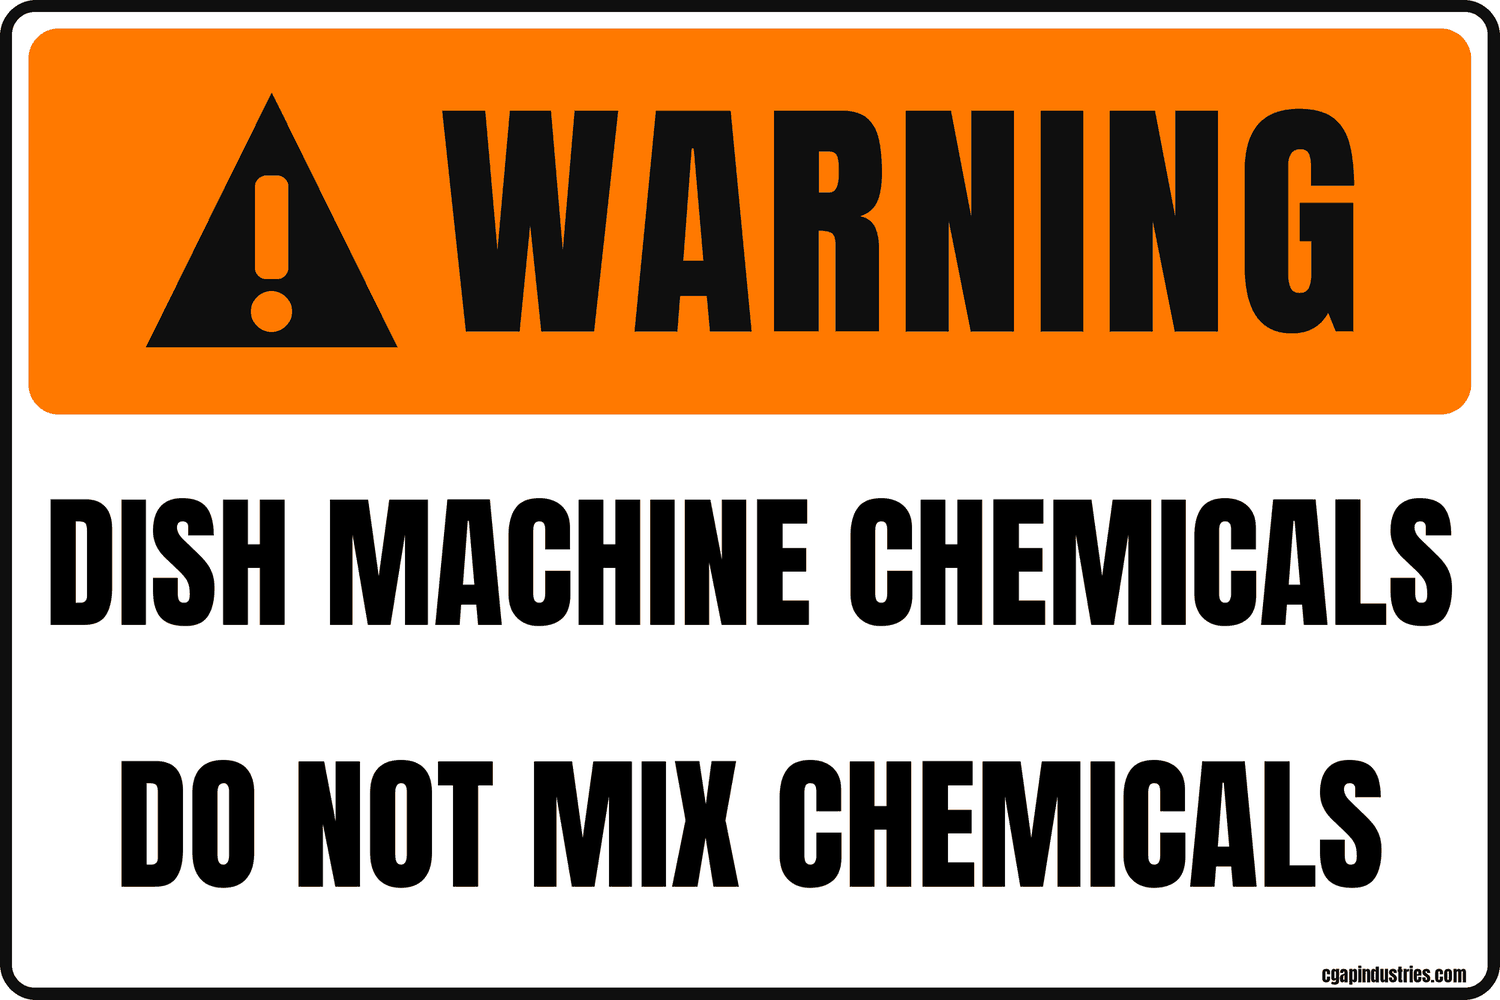 WARNING
DISH MACHINE CHEMICALS
DO NOT MIX CHEMICALS
cgapindustries.com